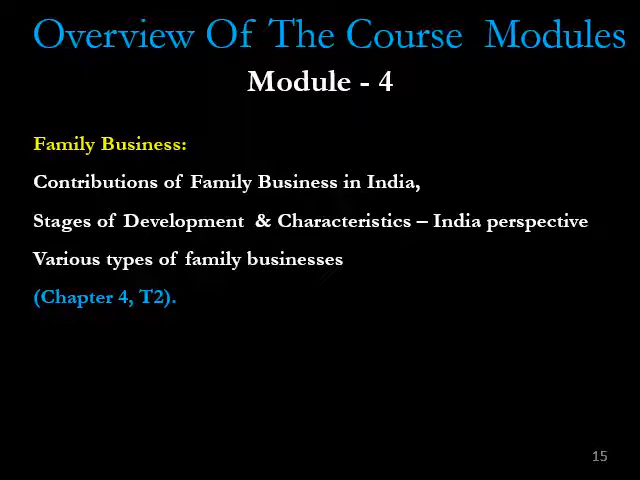 Overview Of The Course Modules
Module - 4
Family Business:
Contributions of Family Business in India,
Stages of Development & Characteristics – India perspective
Various types of family businesses
(Chapter 4, T2).
15